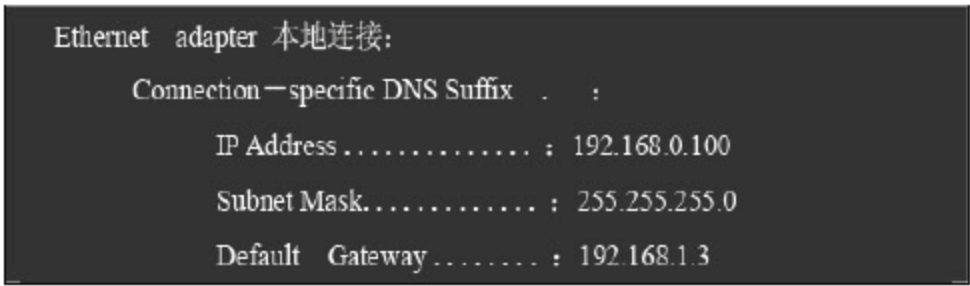 Ethernet adapter 本地连接：
Connection－specific DNS Suffix . ：
IP Address.............. ：192.168.0.100
Subnet Mask............. ：255.255.255.0
Default Gateway........ ：192.168.1.3